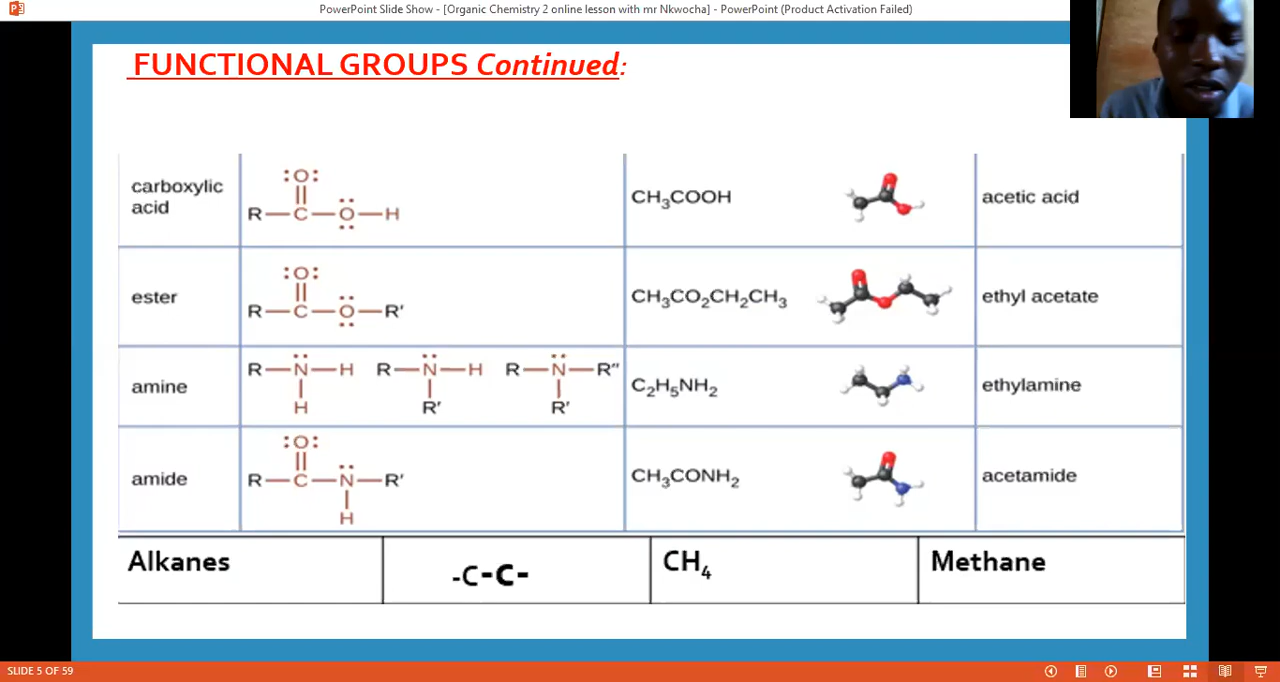 PowerPoint Slide Show - [Organic Chemistry 2 online lesson with mr Nkwocha] - PowerPoint (Product Activation Failed)
FUNCTIONAL GROUPS Continued:
carboxylic acid
:O:
R—C—O—H
CH₃COOH
acetic acid
ester
:O:
R—C—O—R′
CH₃CO₂CH₂CH₃
ethyl acetate
amine
R—N—H R—N—H R—N—R″
H R′ R′
C₂H₅NH₂
ethylamine
amide
:O:
R—C—N—R′
H
CH₃CONH₂
acetamide
Alkanes
-C-C-
CH₄
Methane
SLIDE 5 OF 59